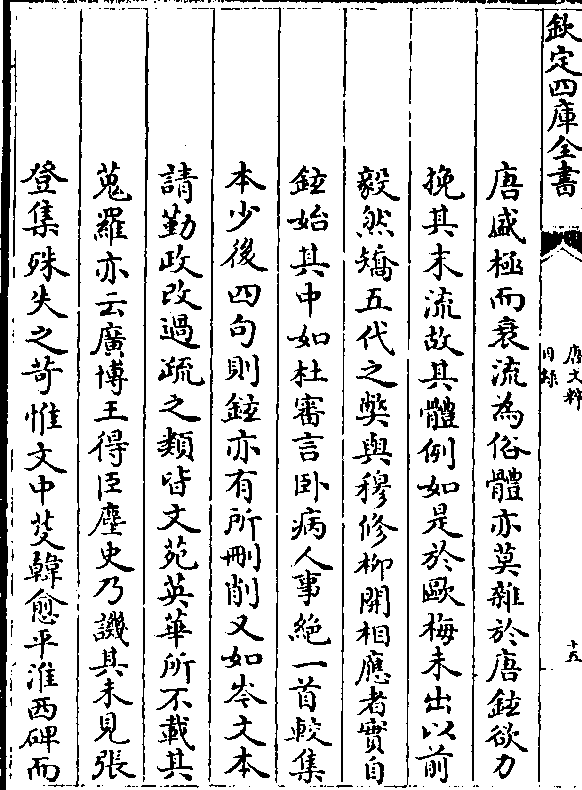 欽定四庫全書
唐文粹
目錄
十五
唐盛極而衰流為俗體亦莫雜於唐鉉欲力
挽其末流故其體例如是於歐梅未出以前
毅然矯五代之獘與穆修柳開相應者實自
鉉始其中如杜審言臥病人事絶一首較集
本少後四句則鉉亦有所刪削又如岑文本
請勤政改過疏之類皆文苑英華所不載其
蒐羅亦云廣博王得臣麈史乃譏其未見張
登集殊失之苛惟文中芟韓愈平淮西碑而